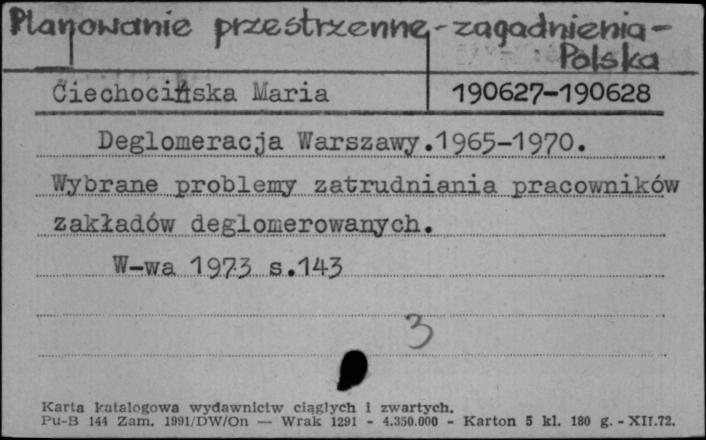 Planowanie przestrzenne - zagadnienia -
Polska
Ciechocińska Maria
190627-190628
Deglomeracja Warszawy.1965-1970.
Wybrane problemy zatrudniania pracowników
zakładów deglomerowanych.
W-wa 1973 s.143
3
Karta katalogowa wydawnictw ciągłych i zwartych.
Pu-B 144 Zam. 1991/DW/On — Wrak 1291 - 4.350.000 - Karton 5 kl. 180 g. - XII.72.